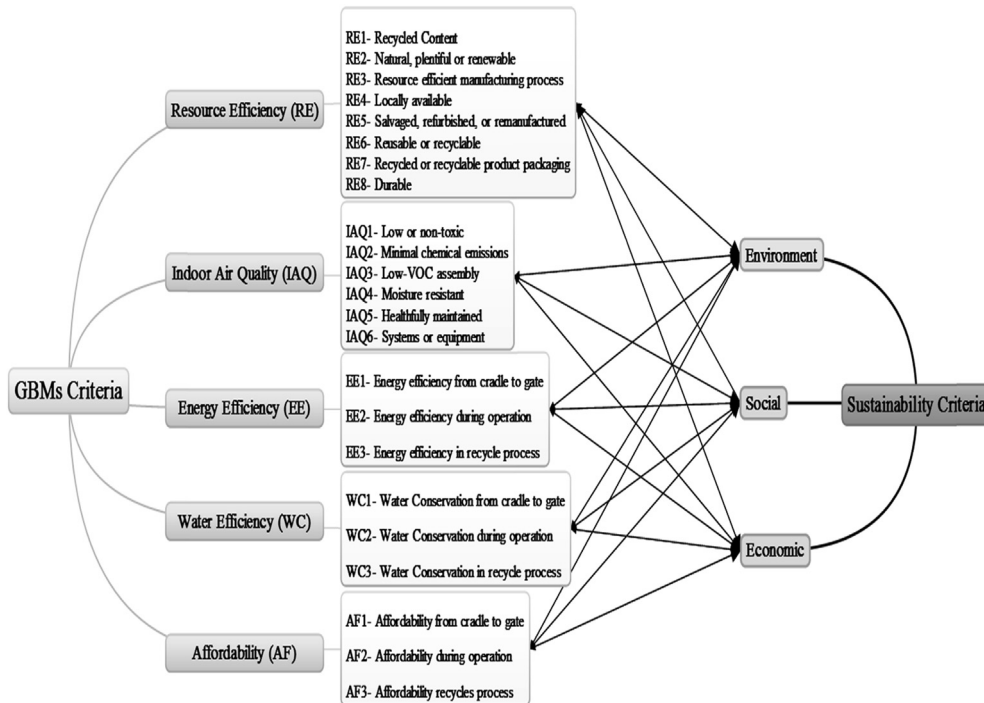 GBMs Criteria
Resource Efficiency (RE)
RE1- Recycled Content
RE2- Natural, plentiful or renewable
RE3- Resource efficient manufacturing process
RE4- Locally available
RE5- Salvaged, refurbished, or remanufactured
RE6- Reusable or recyclable
RE7- Recycled or recyclable product packaging
RE8- Durable
Indoor Air Quality (IAQ)
IAQ1- Low or non-toxic
IAQ2- Minimal chemical emissions
IAQ3- Low-VOC assembly
IAQ4- Moisture resistant
IAQ5- Healthfully maintained
IAQ6- Systems or equipment
Energy Efficiency (EE)
EE1- Energy efficiency from cradle to gate
EE2- Energy efficiency during operation
EE3- Energy efficiency in recycle process
Water Efficiency (WC)
WC1- Water Conservation from cradle to gate
WC2- Water Conservation during operation
WC3- Water Conservation in recycle process
Affordability (AF)
AF1- Affordability from cradle to gate
AF2- Affordability during operation
AF3- Affordability recycles process
Environment
Social
Economic
Sustainability Criteria